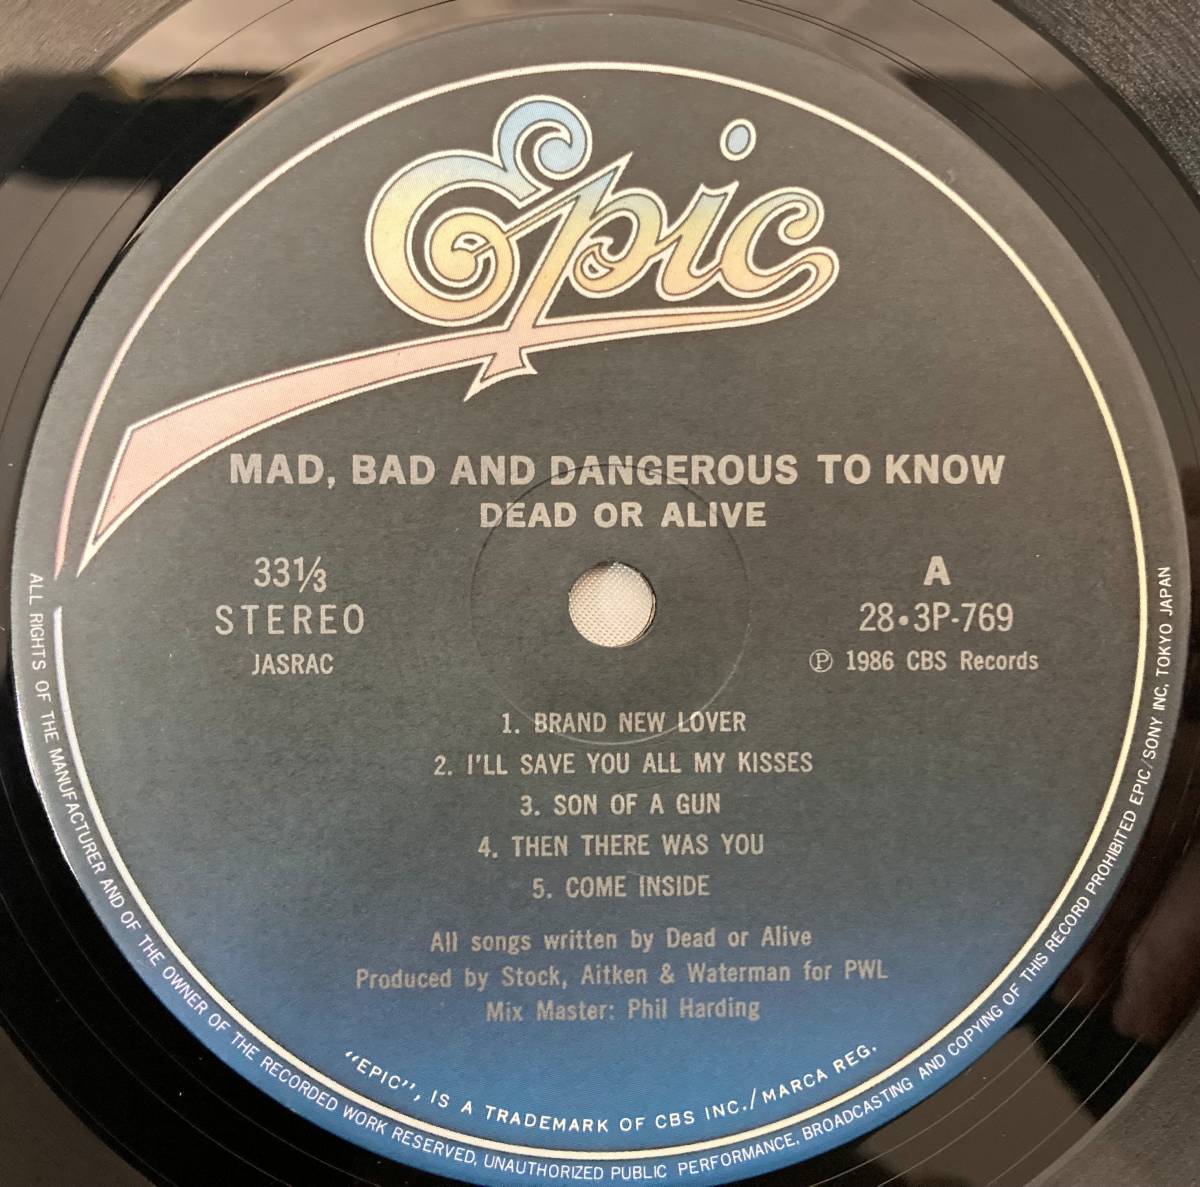 Epic
MAD, BAD AND DANGEROUS TO KNOW
DEAD OR ALIVE
33⅓
STEREO
JASRAC
A
28•3P-769
Ⓟ 1986 CBS Records
1. BRAND NEW LOVER
2. I'LL SAVE YOU ALL MY KISSES
3. SON OF A GUN
4. THEN THERE WAS YOU
5. COME INSIDE
All songs written by Dead or Alive
Produced by Stock, Aitken & Waterman for PWL
Mix Master: Phil Harding
"EPIC", IS A TRADEMARK OF CBS INC./MARCA REG.
ALL RIGHTS OF THE MANUFACTURER AND OF THE OWNER OF THE RECORDED WORK RESERVED, UNAUTHORIZED PUBLIC PERFORMANCE, BROADCASTING AND COPYING OF THIS RECORD PROHIBITED EPIC/SONY INC, TOKYO JAPAN